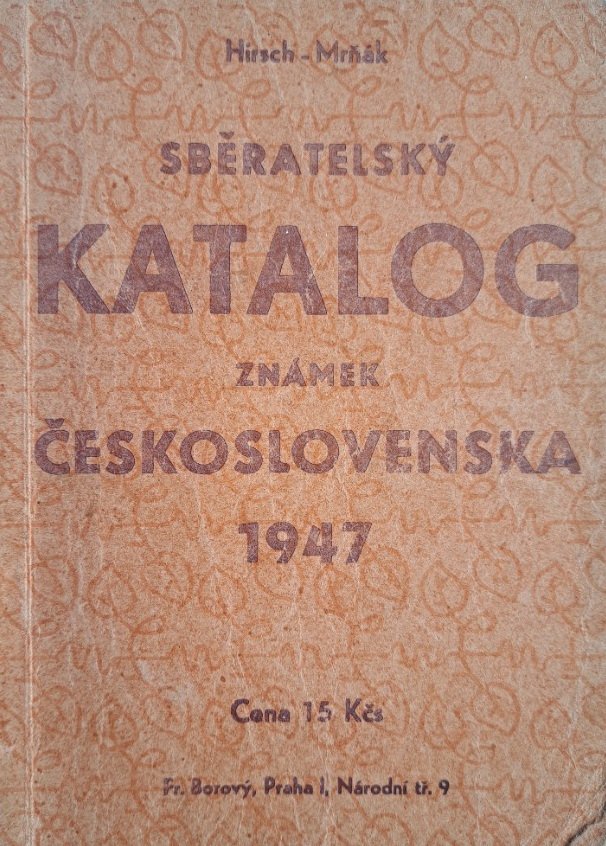 Hirsch - Mrňák
SBĚRATELSKÝ
KATALOG
ZNÁMEK
ČESKOSLOVENSKA
1947
Cena 15 Kčs
Fr. Borový, Praha I, Národní tř. 9